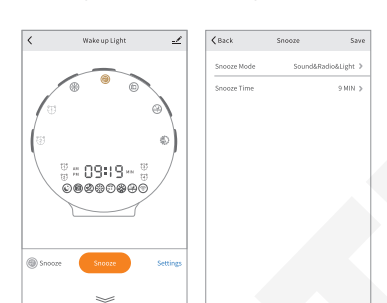 Wake up Light
AM
PM
09:19
MIN
Snooze
Snooze
Settings
Back
Snooze
Save
Snooze Mode
Sound&Radio&Light
Snooze Time
9 MIN